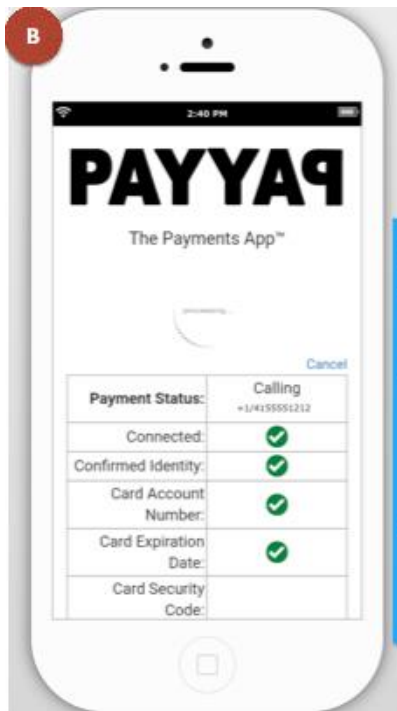 B
2:40 PM
PAYYAP
The Payments App™
Cancel
Payment Status:
Calling
+1/4155551212
Connected:
Confirmed Identity:
Card Account
Number:
Card Expiration
Date:
Card Security
Code: